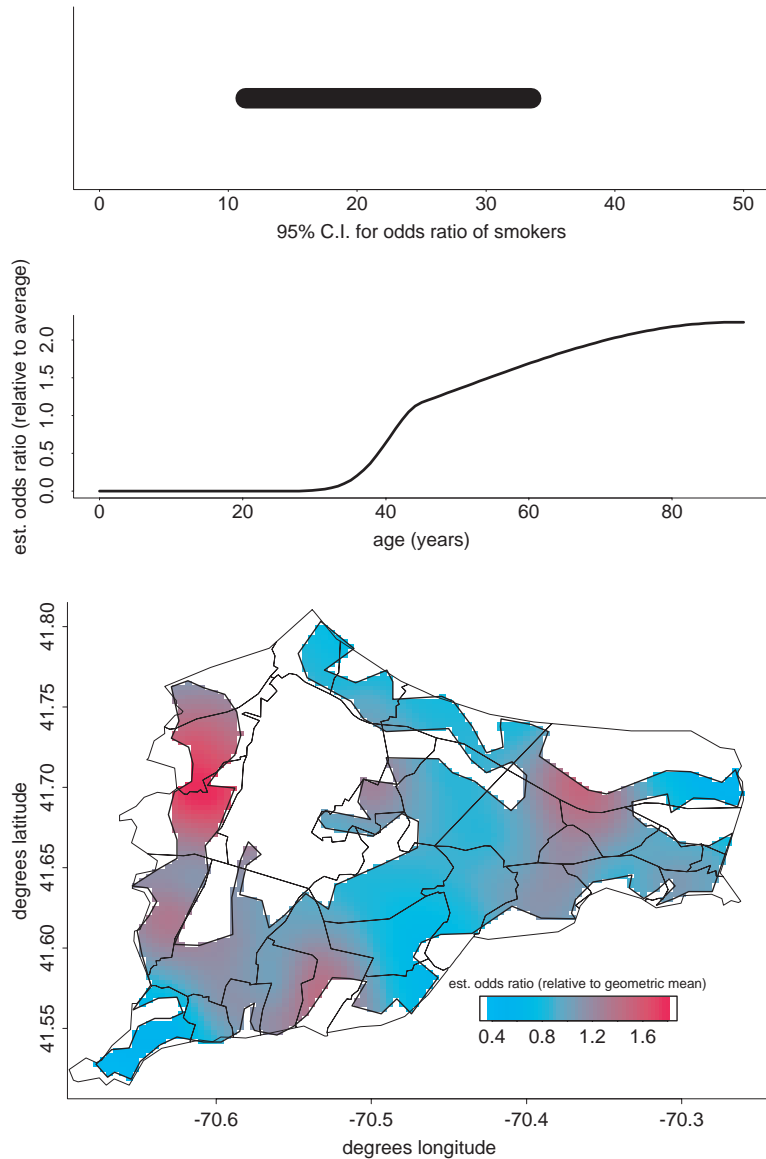 0 10 20 30 40 50
95% C.I. for odds ratio of smokers
est. odds ratio (relative to average)
0.0 0.5 1.0 1.5 2.0
0 20 40 60 80
age (years)
degrees latitude
41.55 41.60 41.65 41.70 41.75 41.80
est. odds ratio (relative to geometric mean)
0.4 0.8 1.2 1.6
-70.6 -70.5 -70.4 -70.3
degrees longitude